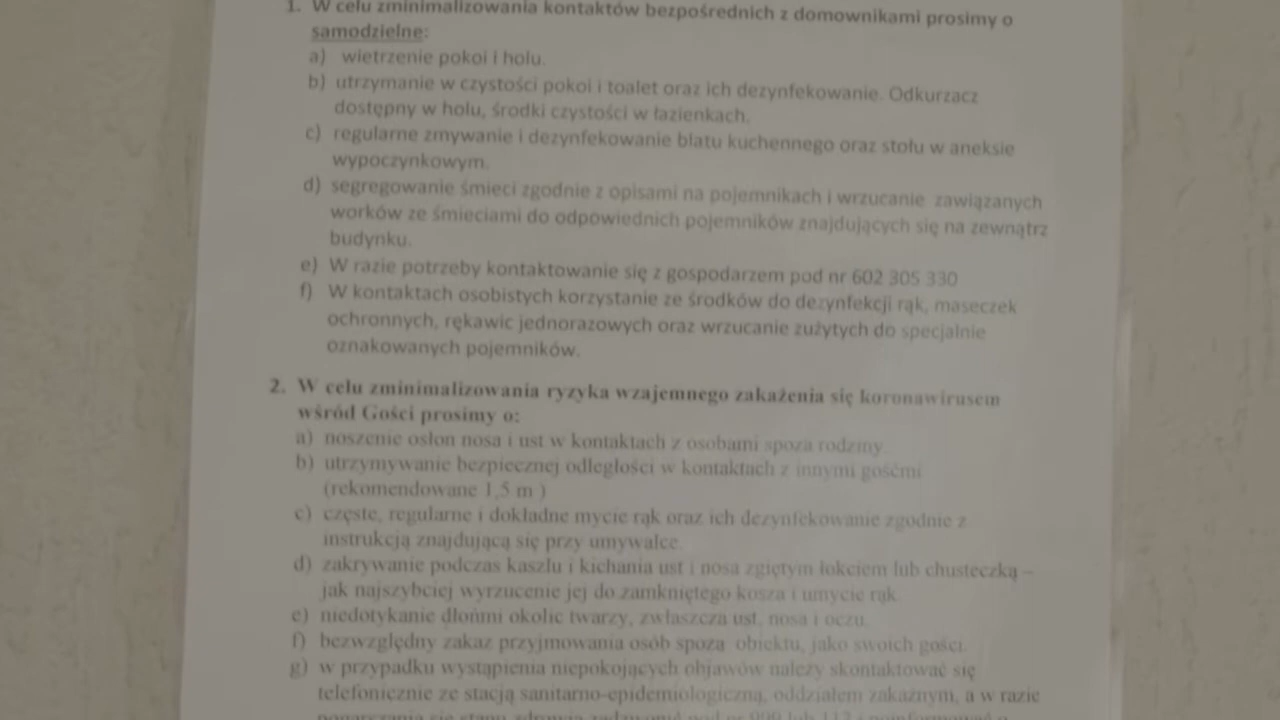 1. W celu zminimalizowania kontaktów bezpośrednich z domownikami prosimy o
samodzielne:
a) wietrzenie pokoi i holu.
b) utrzymanie w czystości pokoi i toalet oraz ich dezynfekowanie. Odkurzacz
dostępny w holu, środki czystości w łazienkach.
c) regularne zmywanie i dezynfekowanie blatu kuchennego oraz stołu w aneksie
wypoczynkowym.
d) segregowanie śmieci zgodnie z opisami na pojemnikach i wrzucanie zawiązanych
worków ze śmieciami do odpowiednich pojemników znajdujących się na zewnątrz
budynku.
e) W razie potrzeby kontaktowanie się z gospodarzem pod nr 602 305 330
f) W kontaktach osobistych korzystanie ze środków do dezynfekcji rąk, maseczek
ochronnych, rękawic jednorazowych oraz wrzucanie zużytych do specjalnie
oznakowanych pojemników.
2. W celu zminimalizowania ryzyka wzajemnego zakażenia się koronawirusem
wśród Gości prosimy o:
a) noszenie osłon nosa i ust w kontaktach z osobami spoza rodziny.
b) utrzymywanie bezpiecznej odległości w kontaktach z innymi gośćmi
(rekomendowane 1,5 m )
c) częste, regularne i dokładne mycie rąk oraz ich dezynfekowanie zgodnie z
instrukcją znajdującą się przy umywalce.
d) zakrywanie podczas kaszlu i kichania ust i nosa zgiętym łokciem lub chusteczką –
jak najszybciej wyrzucenie jej do zamkniętego kosza i umycie rąk.
e) niedotykanie dłońmi okolic twarzy, zwłaszcza ust, nosa i oczu.
f) bezwzględny zakaz przyjmowania osób spoza obiektu, jako swoich gości.
g) w przypadku wystąpienia niepokojących objawów należy skontaktować się
telefonicznie ze stacją sanitarno-epidemiologiczną, oddziałem zakaźnym, a w razie